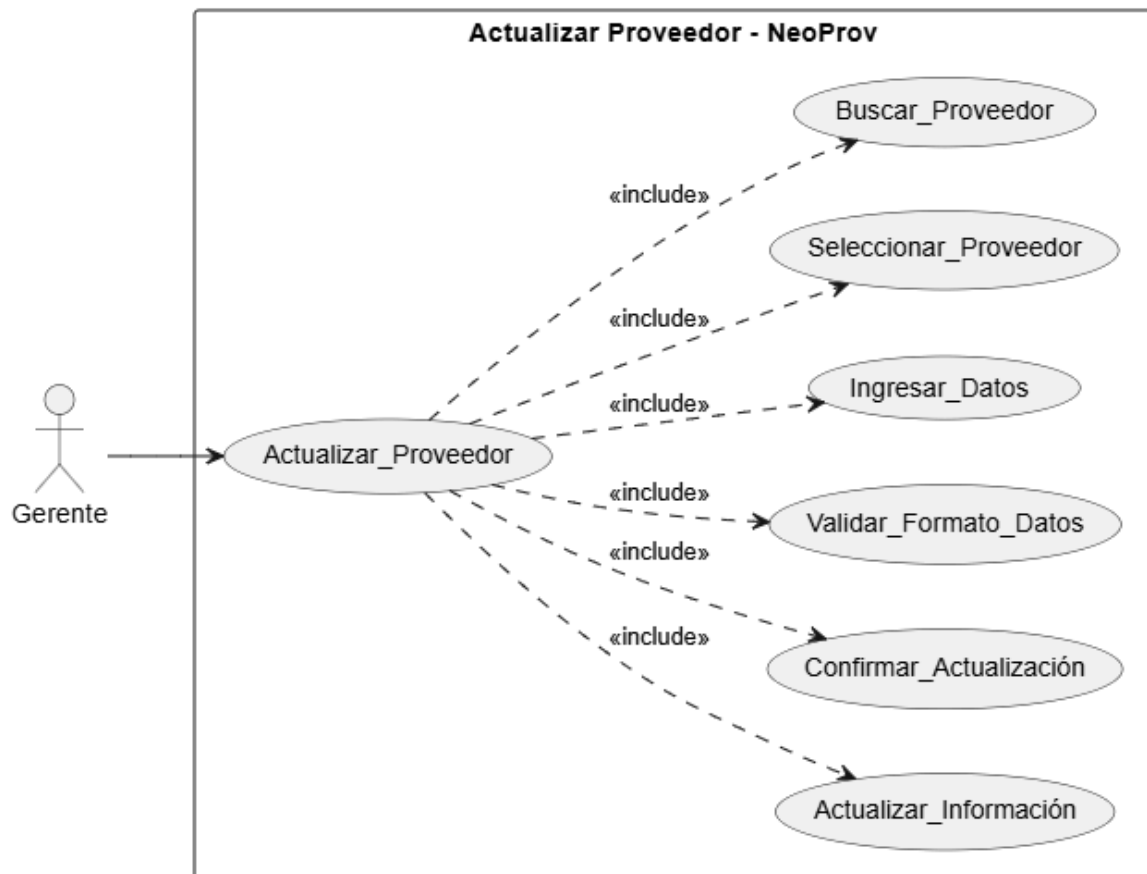 Actualizar Proveedor - NeoProv
Buscar_Proveedor
«include»
Seleccionar_Proveedor
«include»
Ingresar_Datos
«include»
Actualizar_Proveedor
Gerente
«include»
Validar_Formato_Datos
«include»
Confirmar_Actualización
«include»
Actualizar_Información